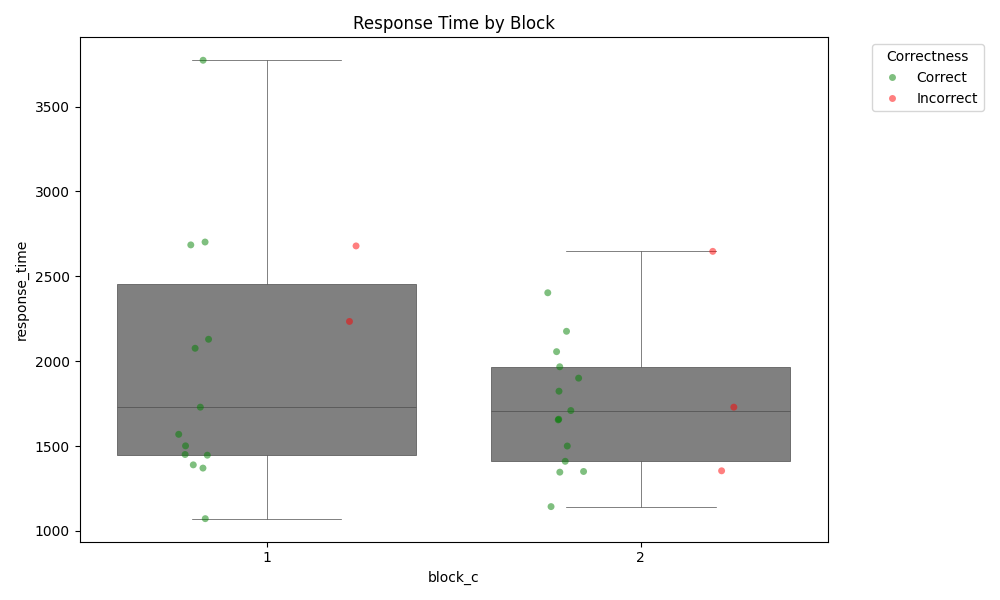 Response Time by Block
Correctness
Correct
Incorrect
response_time
3500
3000
2500
2000
1500
1000
1
2
block_c